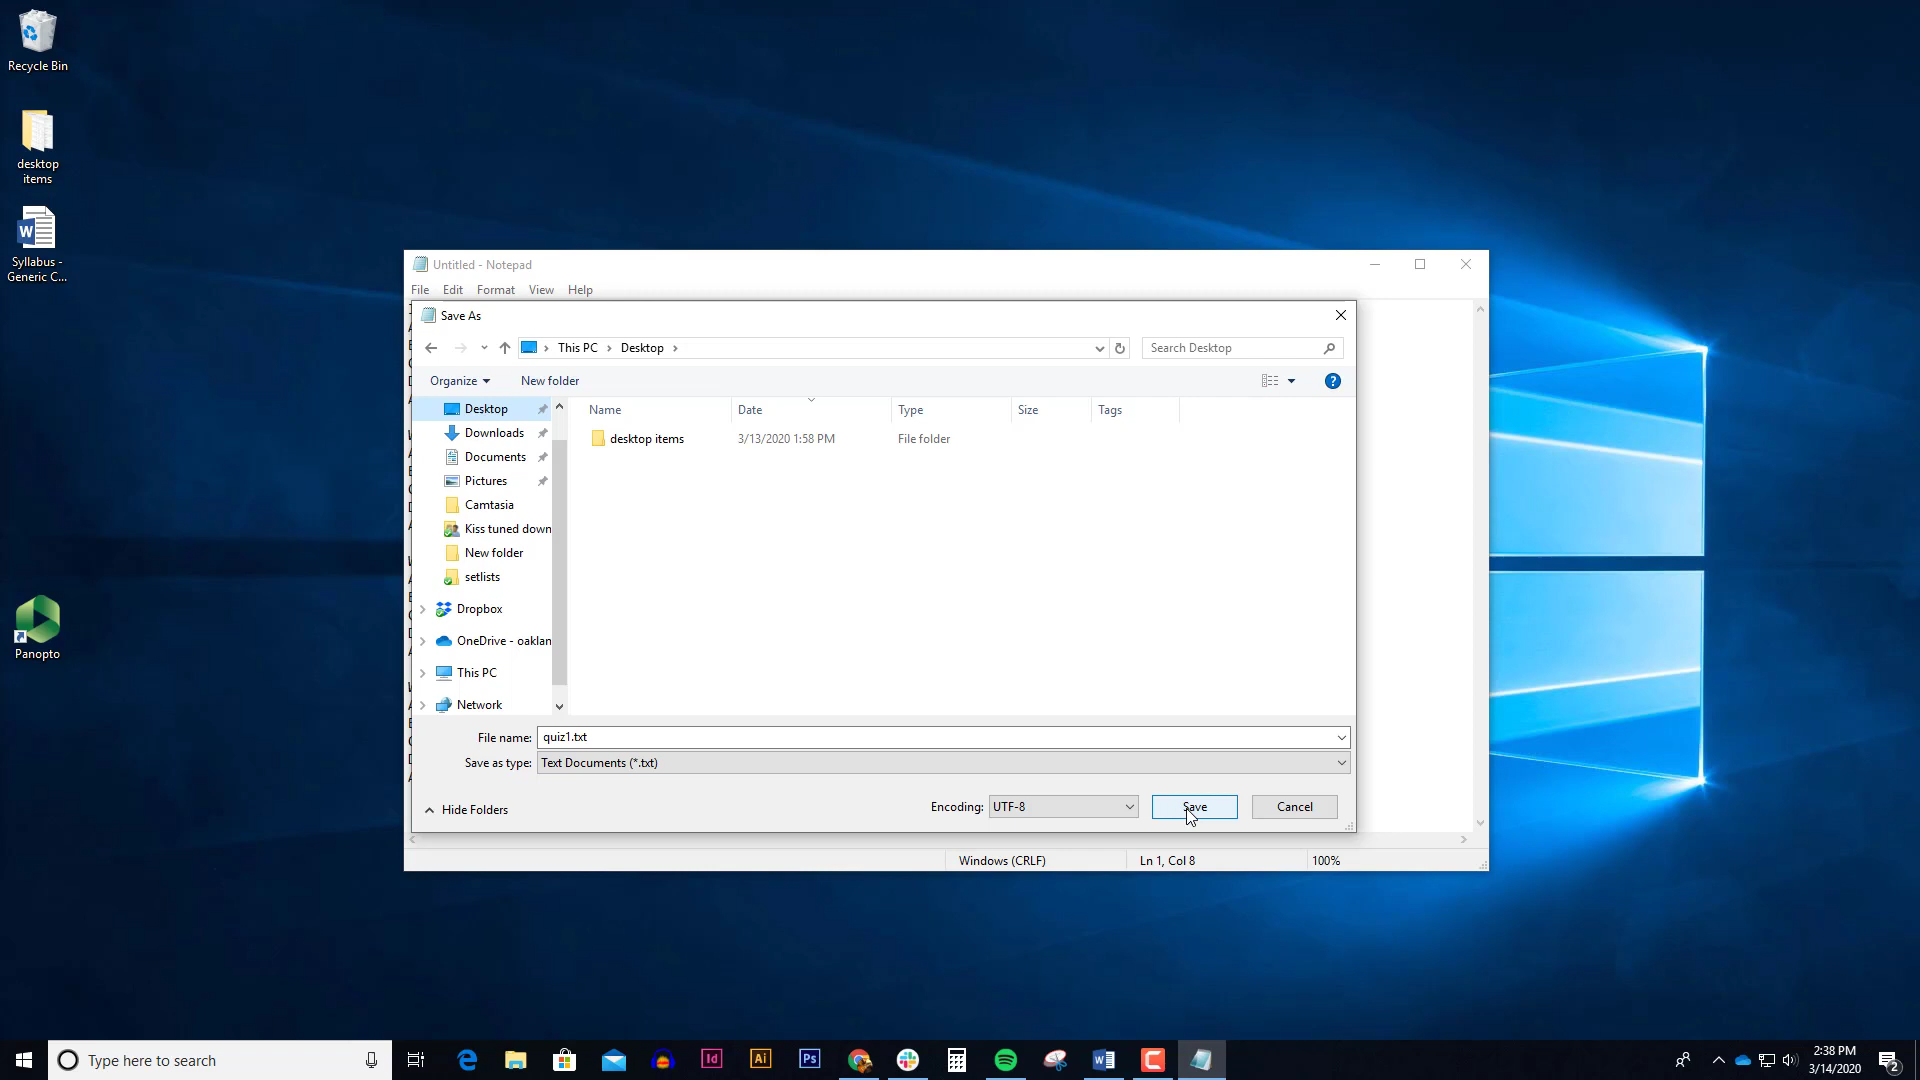 Recycle Bin
desktop
items
Syllabus -
Generic C...
Panopto
Untitled - Notepad
File Edit Format View Help
Save As
This PC > Desktop >
Search Desktop
Organize New folder
Name Date Type Size Tags
desktop items 3/13/2020 1:58 PM File folder
Desktop
Downloads
Documents
Pictures
Camtasia
Kiss tuned down
New folder
setlists
Dropbox
OneDrive - oaklan
This PC
Network
File name: quiz1.txt
Save as type: Text Documents (*.txt)
Hide Folders
Encoding: UTF-8 Save Cancel
Windows (CRLF) Ln 1, Col 8 100%
Type here to search
Id
Ai
Ps
2:38 PM
3/14/2020
2